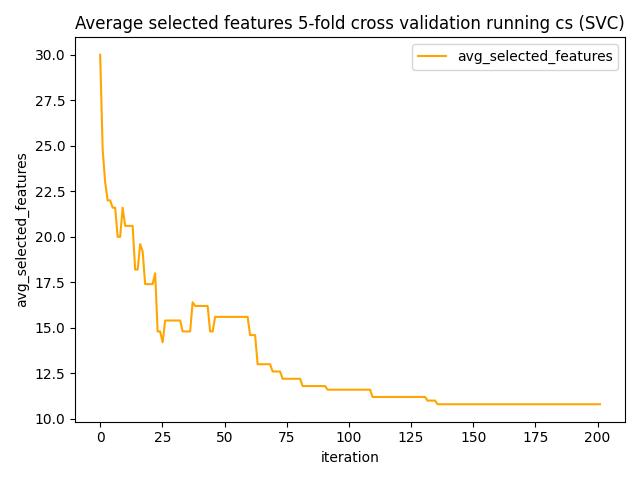 Average selected features 5-fold cross validation running cs (SVC)
avg_selected_features
30.0
27.5
25.0
22.5
20.0
17.5
15.0
12.5
10.0
avg_selected_features
0 25 50 75 100 125 150 175 200
iteration